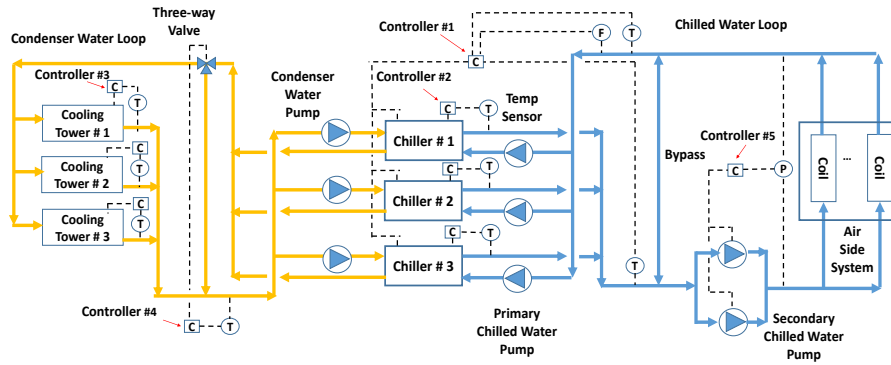 Three-way
Valve
Controller #1
Chilled Water Loop
Condenser Water Loop
F
T
Controller #3
C
Controller #2
C
Condenser
Water
Pump
C
T
Temp
Sensor
T
Cooling
Tower # 1
Chiller
# 1
Controller #5
C
Cooling
Tower # 2
T
Bypass
C
T
C
P
Coil
...
Coil
Chiller
# 2
C
Cooling
Tower # 3
T
Air
Side
System
C
T
Chiller # 3
T
Controller #4
C
T
Primary
Chilled Water
Pump
Secondary
Chilled Water
Pump